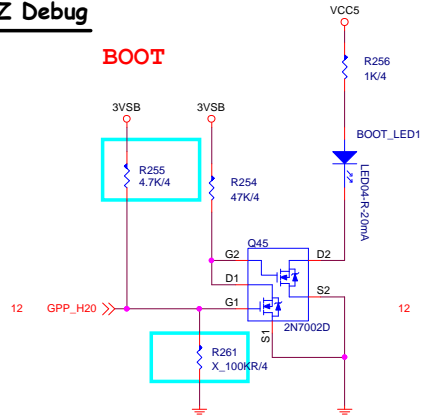 Z Debug
BOOT
VCC5
R256
1K/4
3VSB
3VSB
BOOT_LED1
R255
4.7K/4
R254
47K/4
LED04-R-20mA
Q45
G2
D2
D1
S2
G1
12
GPP_H20
12
S1
2N7002D
R261
X_100KR/4